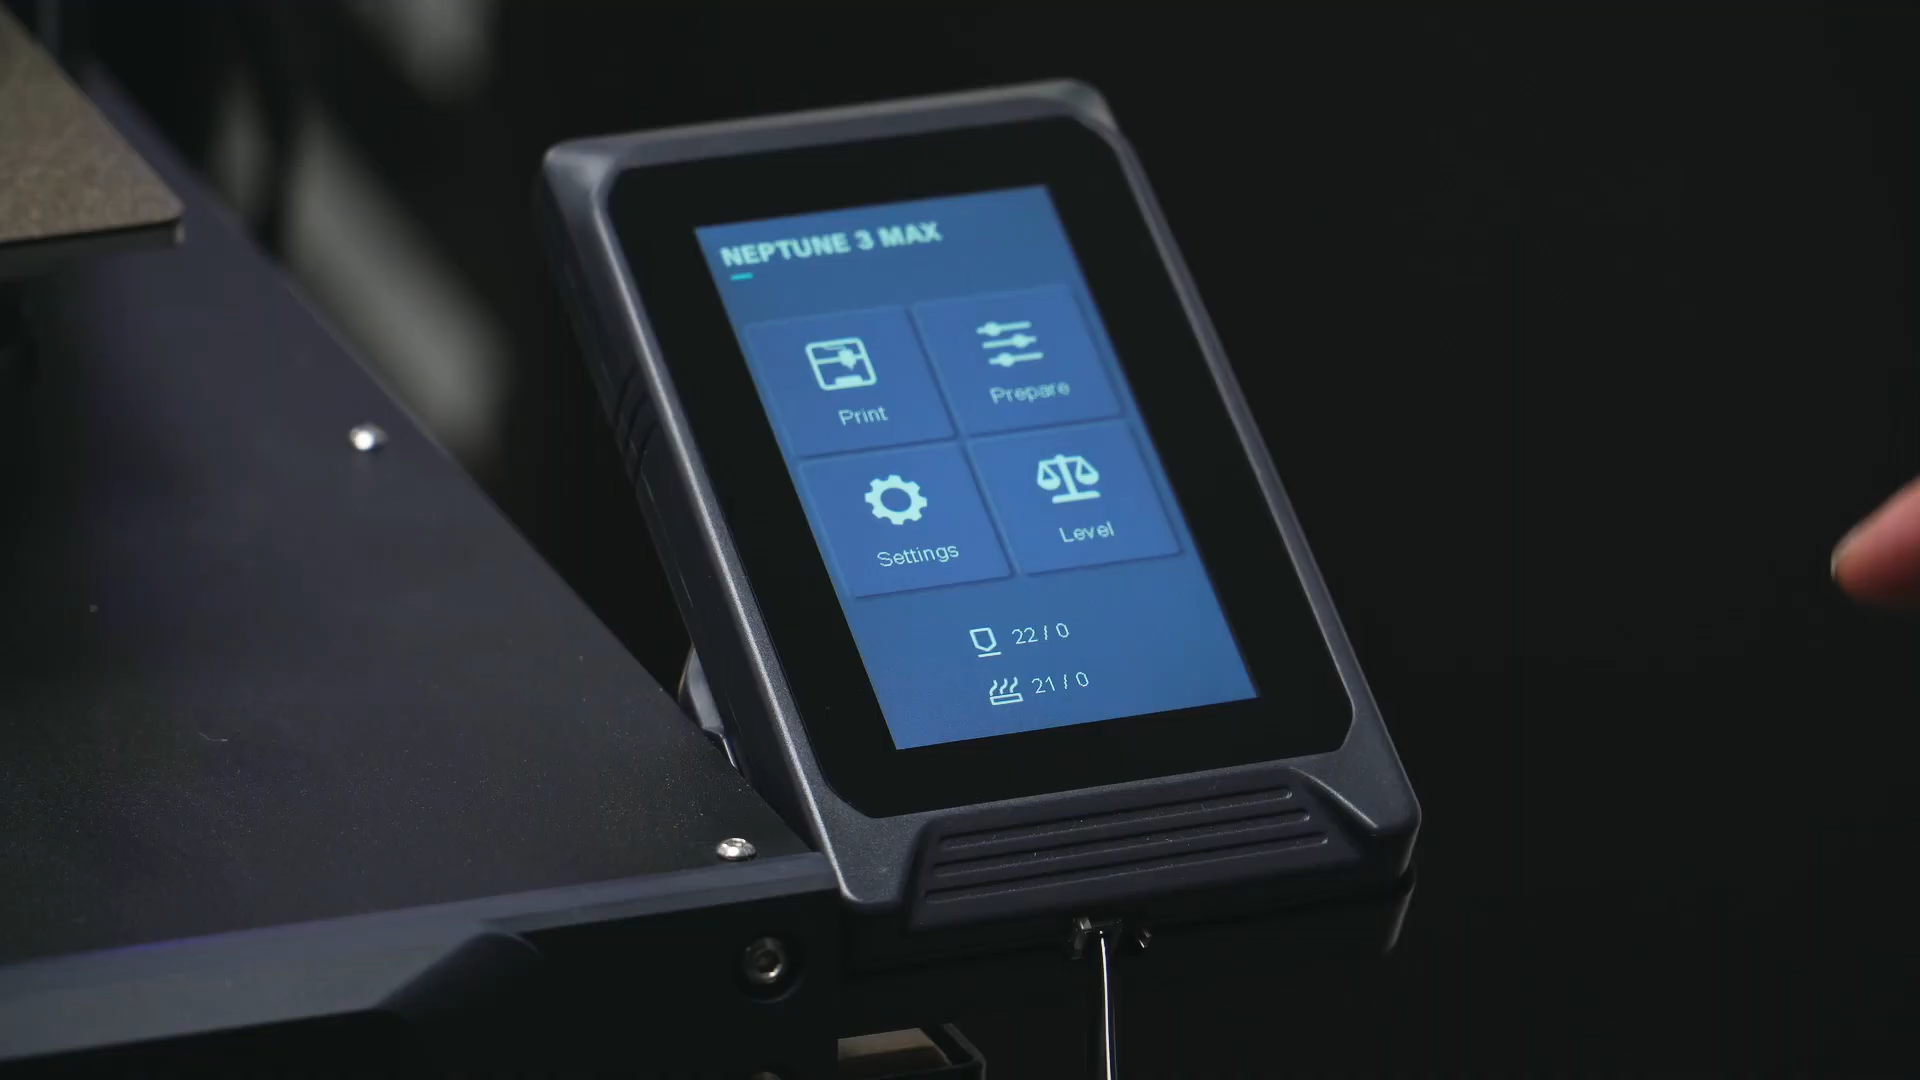 NEPTUNE 3 MAX
Print
Prepare
Settings
Level
22 / 0
21 / 0